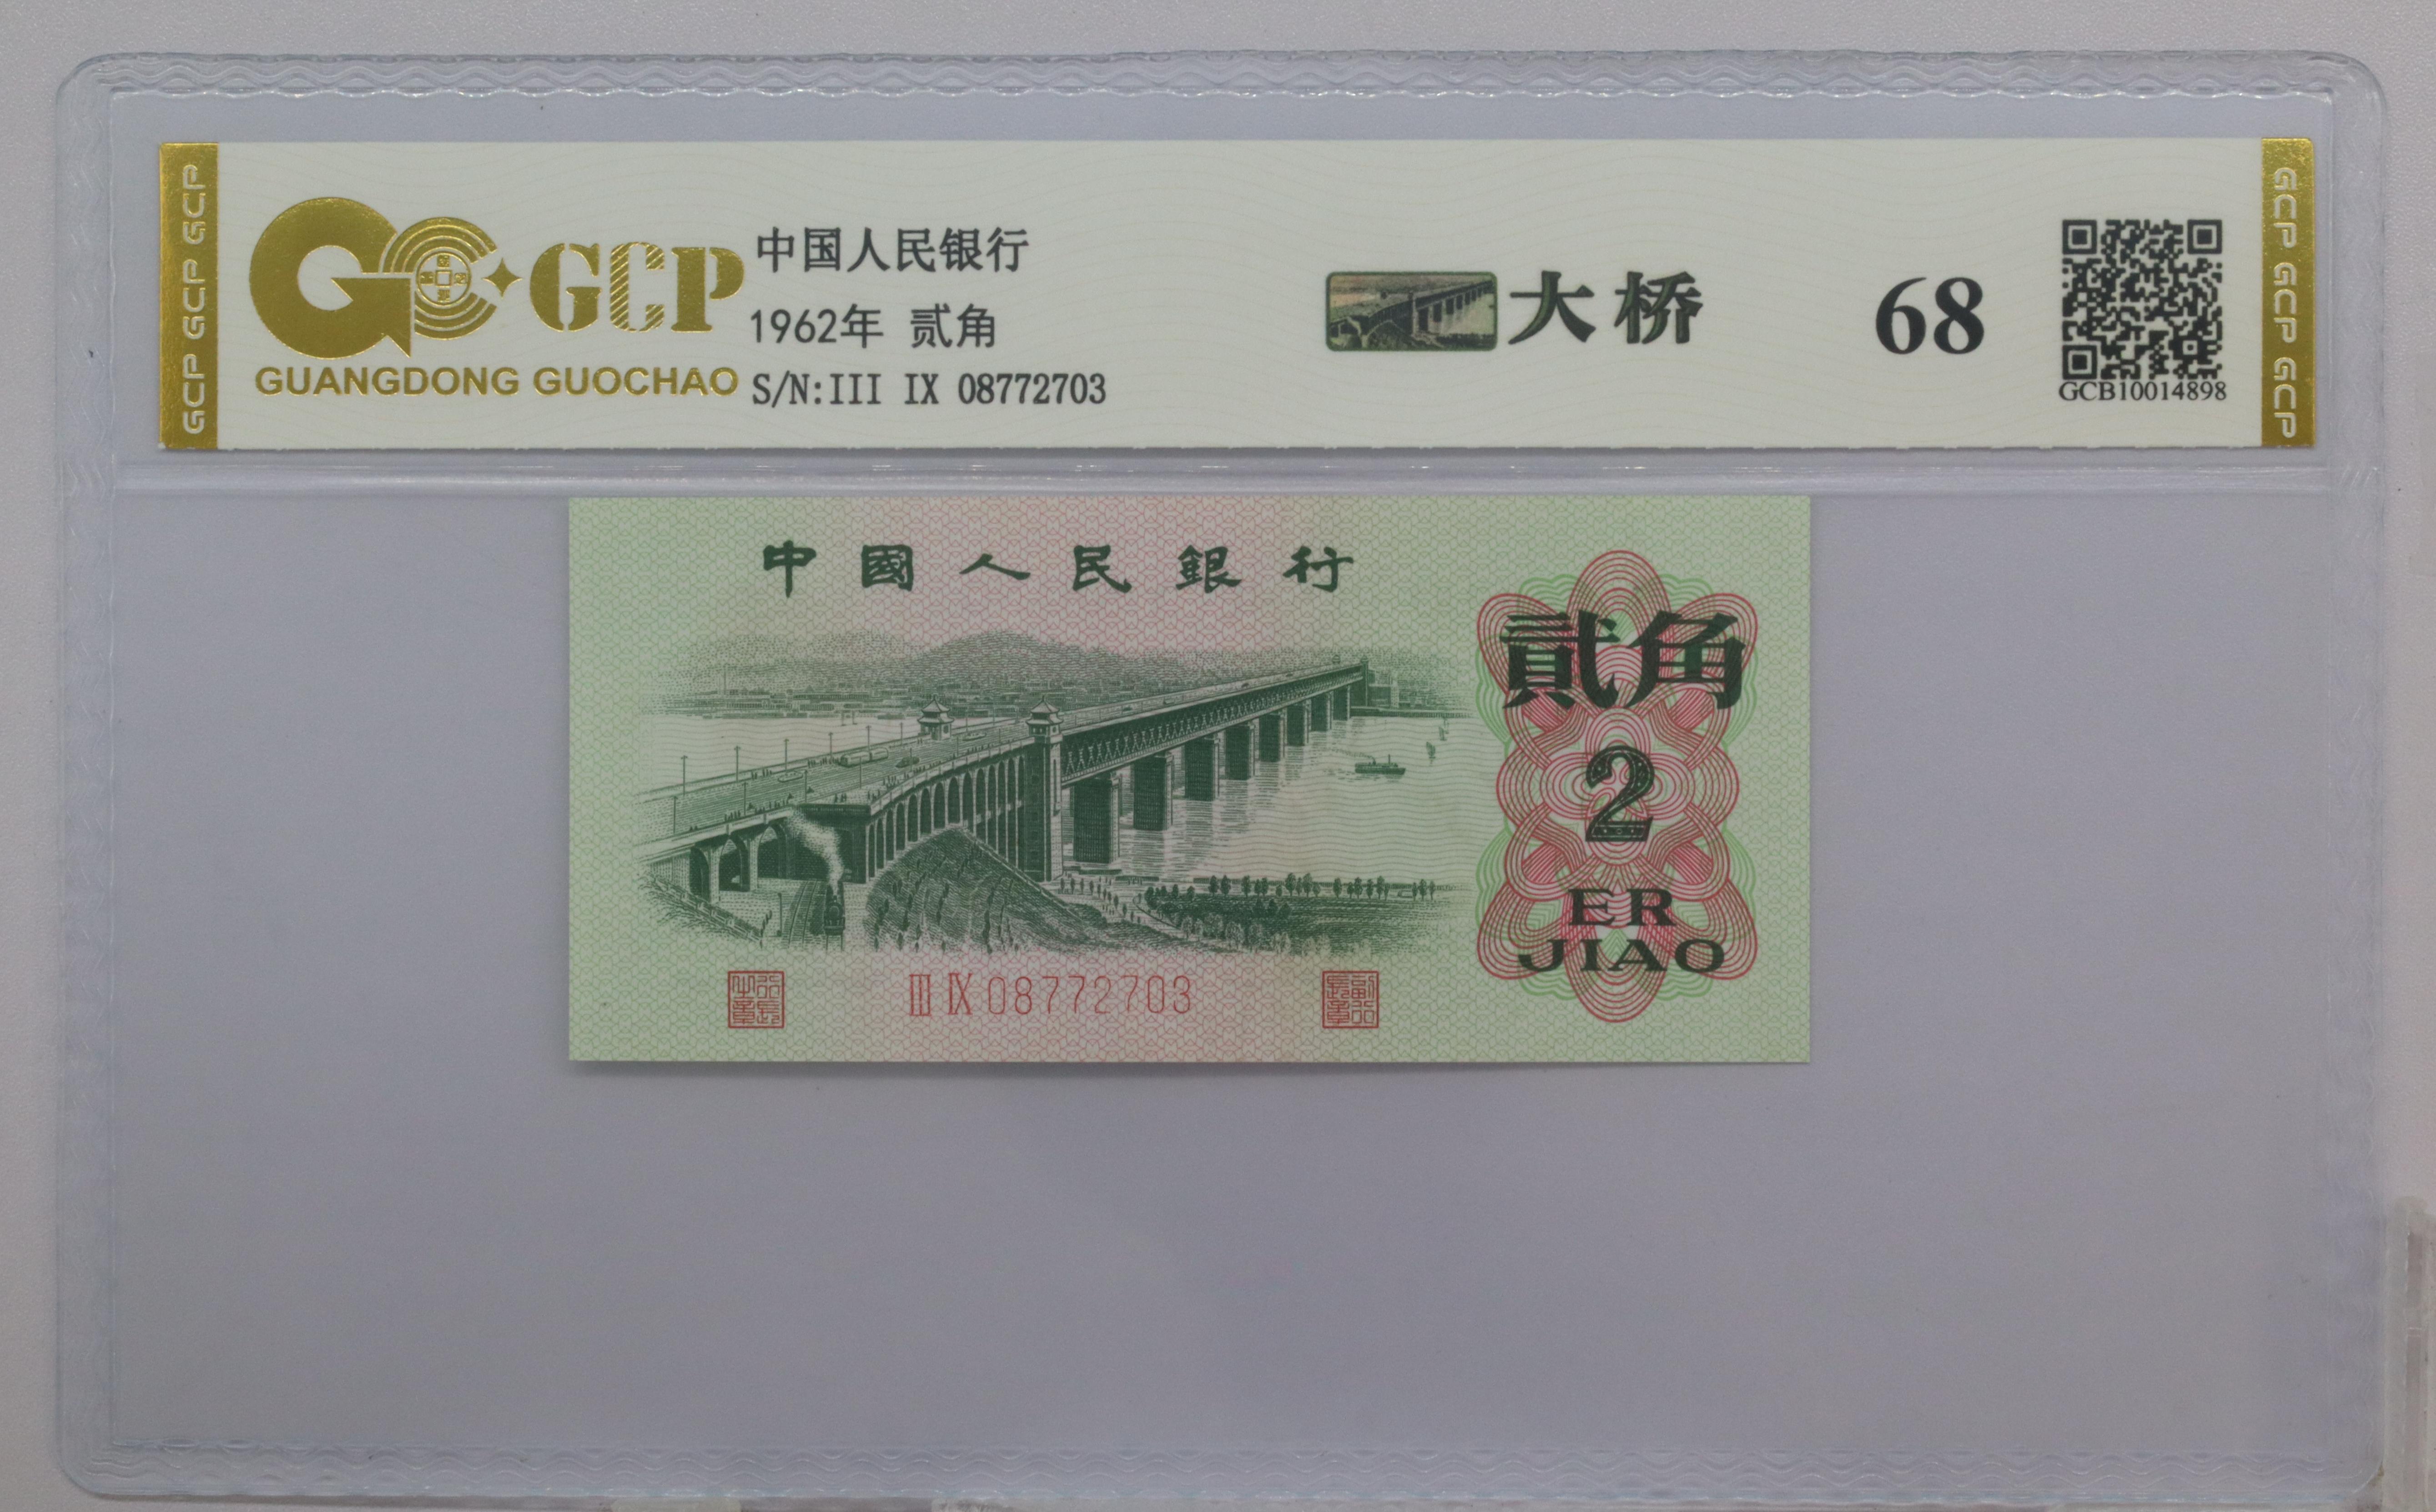 GCP GCP GCP
GCP
GUANGDONG GUOCHAO
中国人民银行
1962年 贰角
S/N:III IX 08772703
大桥
68
GCB10014898
GCP GCP GCP
中國人民銀行
貳角
2
ER
JIAO
III IX 08772703